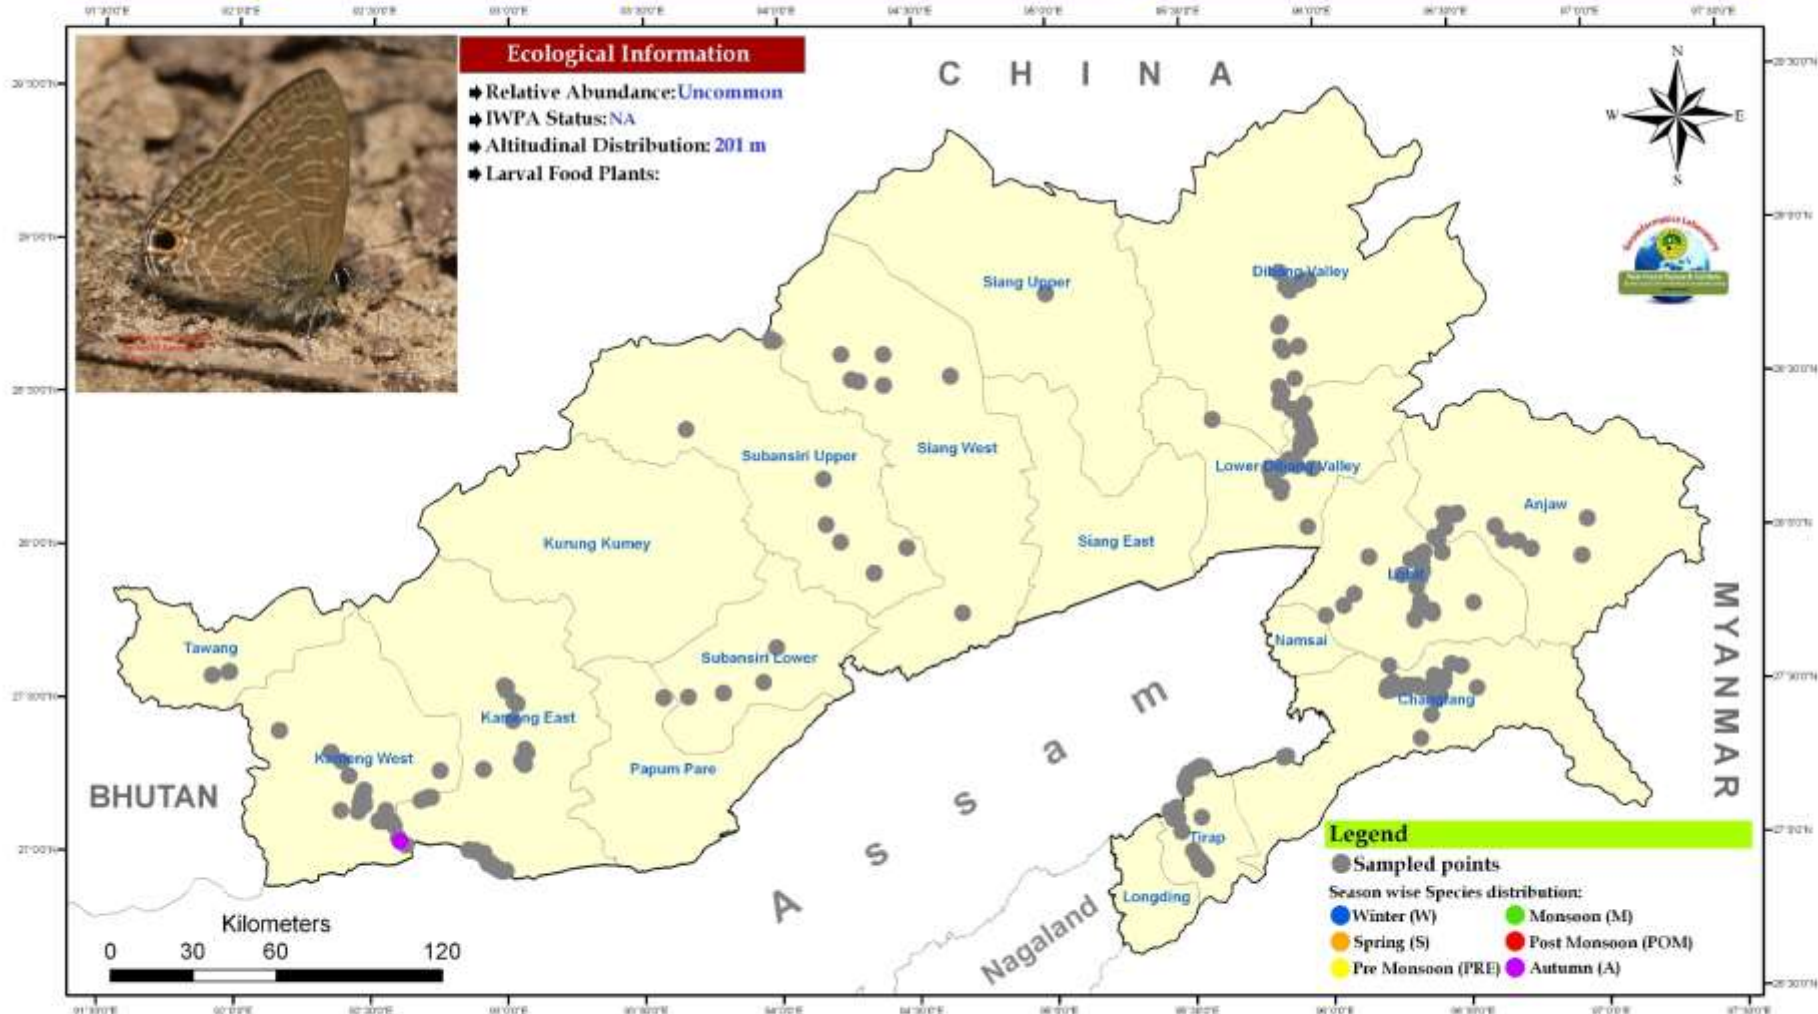 Ecological Information
Relative Abundance: Uncommon
IWPA Status: NA
Altitudinal Distribution: 201 m
Larval Food Plants:
C H I N A
N
W E
S
Dibang Valley
Siang Upper
Siang West
Subansiri Upper
Lower Dibang Valley
Anjaw
Kurung Kumey
Siang East
Lohit
Namsai
Tawang
Subansiri Lower
Changlang
Kameng East
Kameng West
Papum Pare
BHUTAN
MYANMAR
A s s a m
Tirap
Longding
Nagaland
Kilometers
0 30 60 120
Legend
Sampled points
Season wise Species distribution:
Winter (W) Monsoon (M)
Spring (S) Post Monsoon (POM)
Pre Monsoon (PRE) Autumn (A)